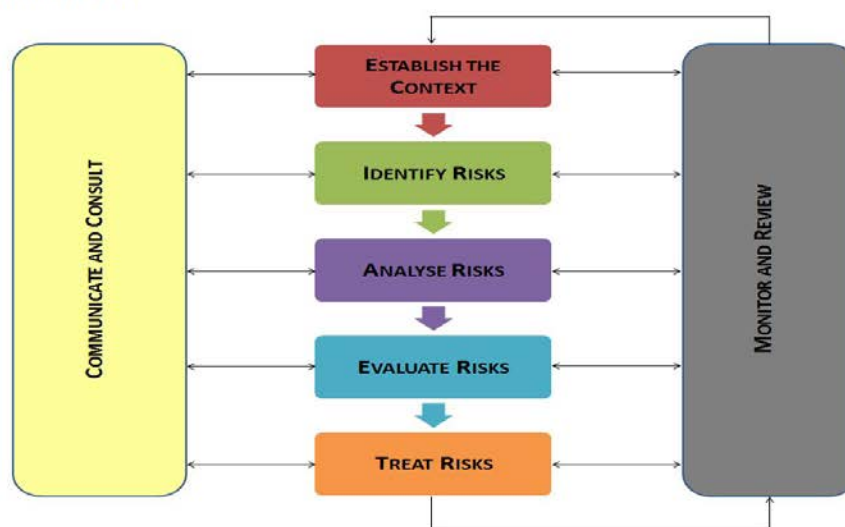 COMMUNICATE AND CONSULT
ESTABLISH THE
CONTEXT
IDENTIFY RISKS
ANALYSE RISKS
EVALUATE RISKS
TREAT RISKS
MONITOR AND REVIEW